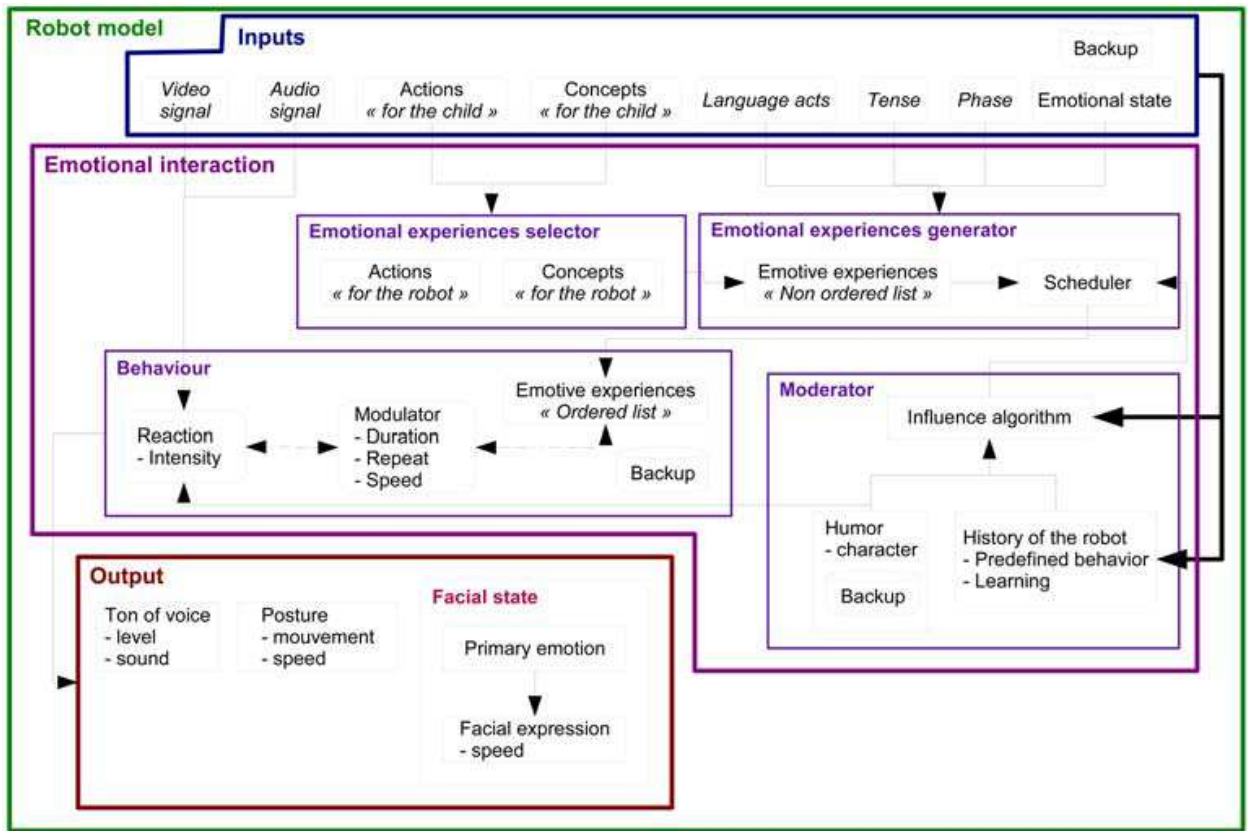 Robot model
Inputs
Backup
Video
signal
Audio
signal
Actions
« for the child »
Concepts
« for the child »
Language acts
Tense
Phase
Emotional state
Emotional interaction
Emotional experiences selector
Actions
« for the robot »
Concepts
« for the robot »
Emotional experiences generator
Emotive experiences
« Non ordered list »
Scheduler
Behaviour
Reaction
- Intensity
Modulator
- Duration
- Repeat
- Speed
Emotive experiences
« Ordered list »
Backup
Moderator
Influence algorithm
Humor
- character
Backup
History of the robot
- Predefined behavior
- Learning
Output
Ton of voice
- level
- sound
Posture
- mouvement
- speed
Facial state
Primary emotion
Facial expression
- speed